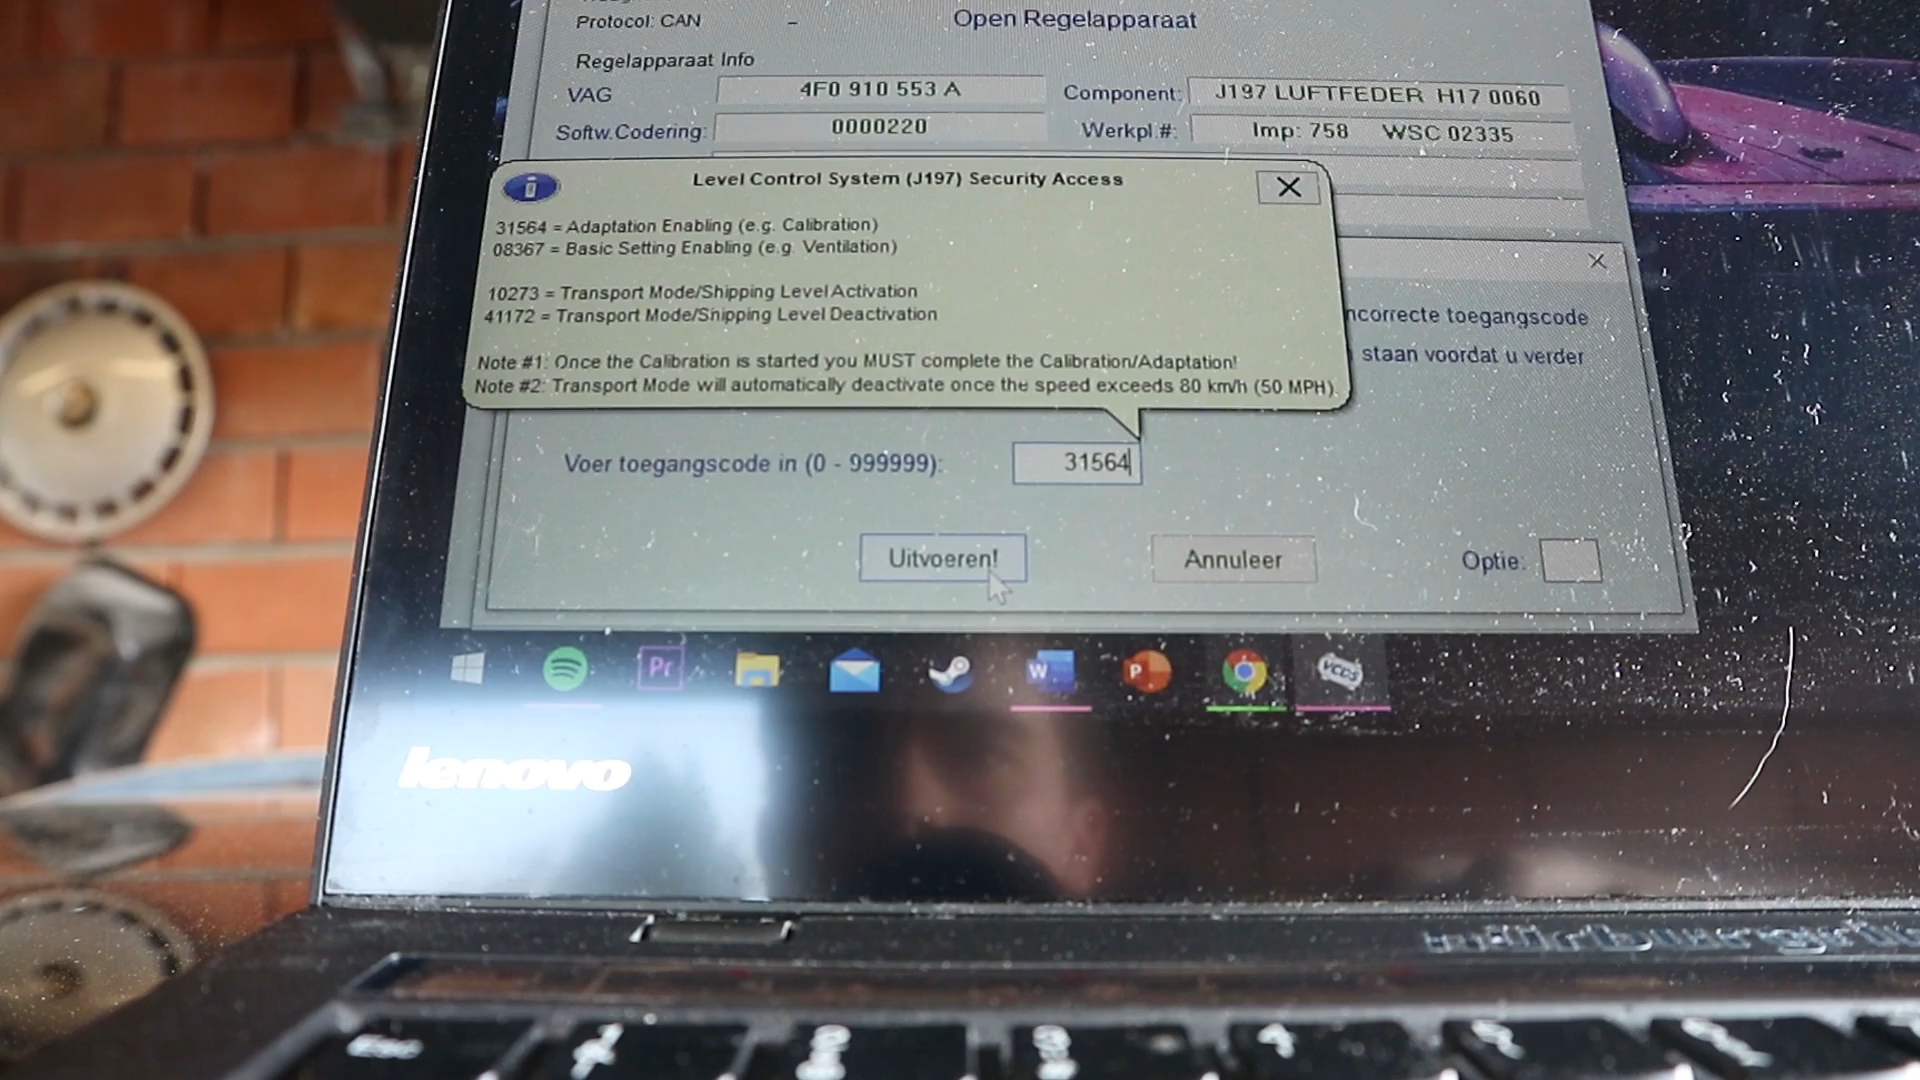 Protocol: CAN
Open Regelapparaat
Regelapparaat Info
VAG
4F0 910 553 A
Component:
J197 LUFTFEDER H17 0060
Softw.Codering:
0000220
Werkpl.#:
Imp: 758 WSC 02335
Level Control System (J197) Security Access
31564 = Adaptation Enabling (e.g. Calibration)
08367 = Basic Setting Enabling (e.g. Ventilation)
10273 = Transport Mode/Shipping Level Activation
41172 = Transport Mode/Shipping Level Deactivation
Note #1: Once the Calibration is started you MUST complete the Calibration/Adaptation!
Note #2: Transport Mode will automatically deactivate once the speed exceeds 80 km/h (50 MPH).
ncorrecte toegangscode
staan voordat u verder
Voer toegangscode in (0 - 999999):
31564
Uitvoeren!
Annuleer
Optie:
Pr
W
P
VCDS
lenovo
Esc